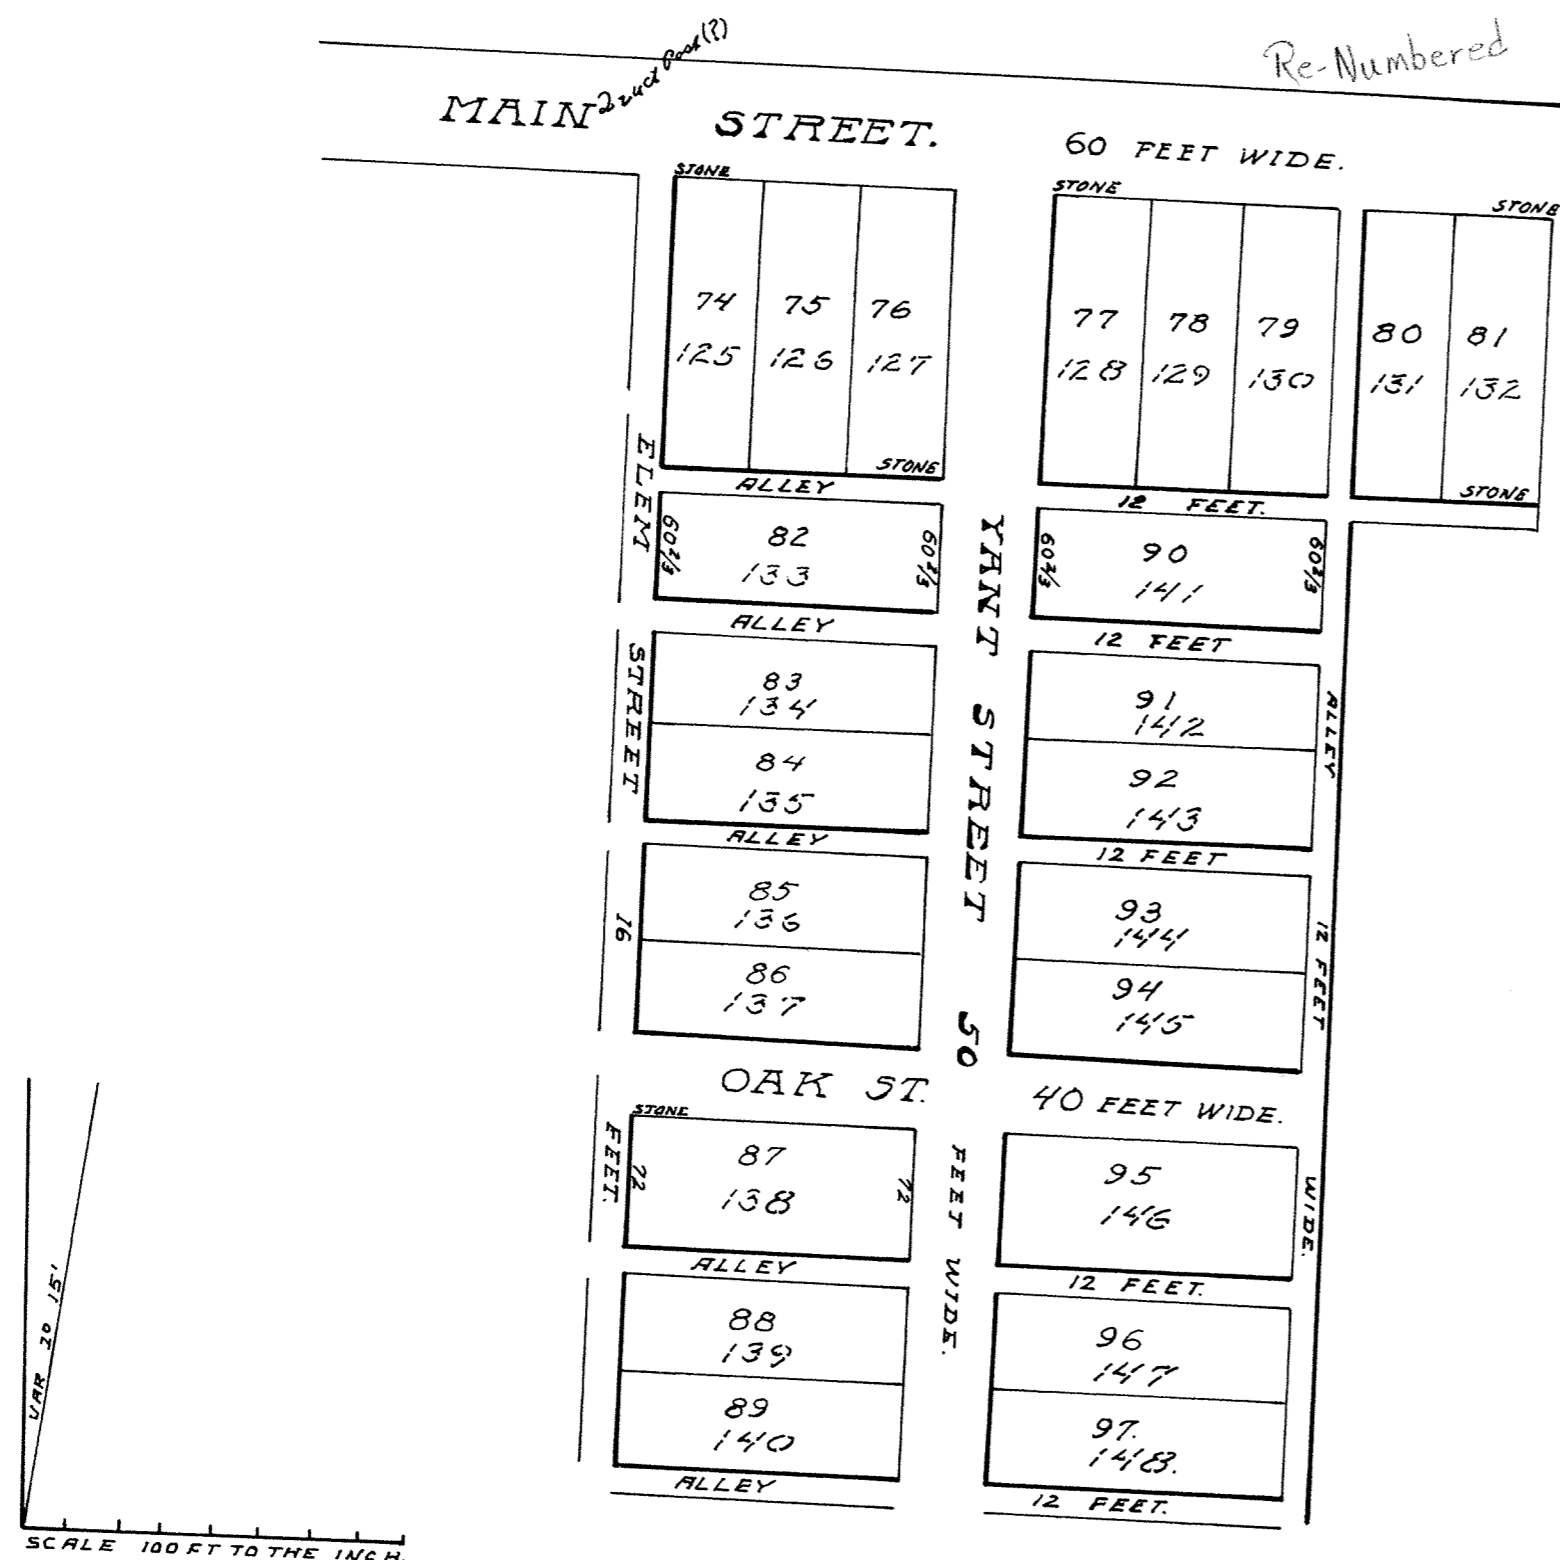 Re-Numbered
MAIN STREET. 60 FEET WIDE.
STONE STONE STONE
74 75 76 77 78 79 80 81
125 126 127 128 129 130 131 132
STONE STONE
ALLEY 12 FEET.
ELEM STREET 16 FEET.
YANT STREET 50 FEET WIDE.
ALLEY 12 FEET WIDE.
60 2/3 82 60 2/3 60 2/3 90 60 2/3
133 141
ALLEY 12 FEET
83 91
134 142
84 92
135 143
ALLEY 12 FEET
85 93
136 144
86 94
137 145
OAK ST. 40 FEET WIDE.
STONE
72 87 72 95
138 146
ALLEY 12 FEET.
88 96
139 147
89 97.
140 148.
ALLEY 12 FEET.
VAR 20 15'
SCALE 100 FT TO THE INCH.